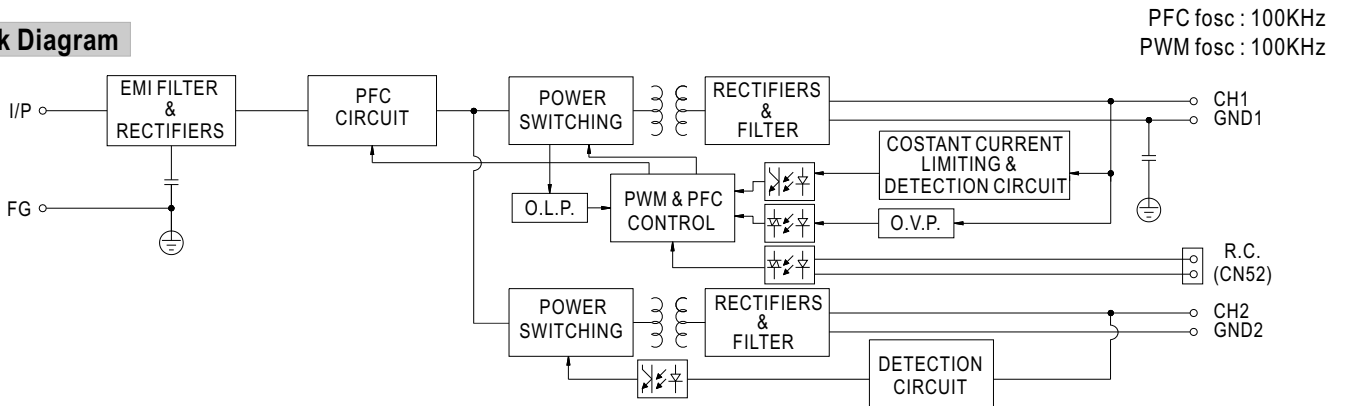 PFC fosc : 100KHz
k Diagram
PWM fosc : 100KHz
I/P
EMI FILTER
&
RECTIFIERS
PFC
CIRCUIT
POWER
SWITCHING
RECTIFIERS
&
FILTER
CH1
GND1
COSTANT CURRENT
LIMITING &
DETECTION CIRCUIT
FG
O.L.P.
PWM & PFC
CONTROL
O.V.P.
R.C.
(CN52)
POWER
SWITCHING
RECTIFIERS
&
FILTER
CH2
GND2
DETECTION
CIRCUIT